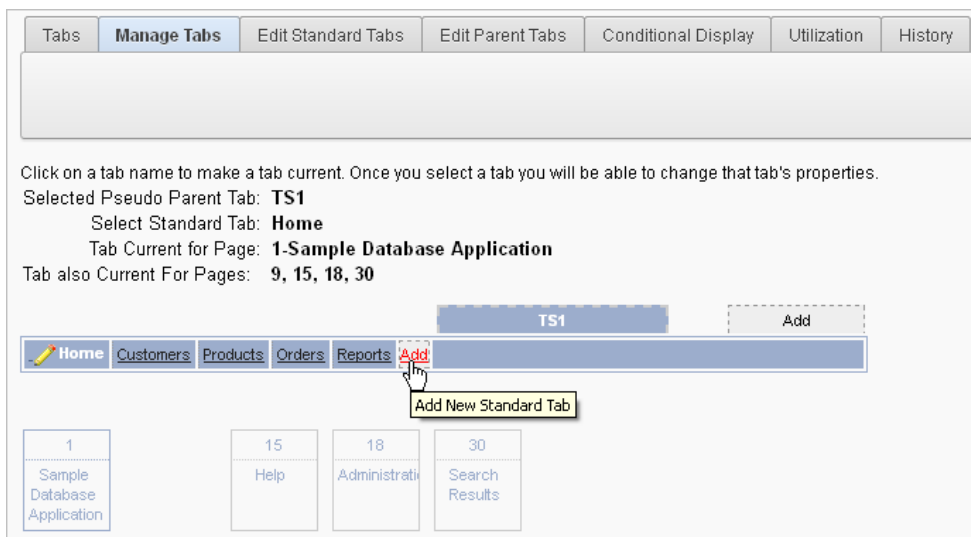 Tabs Manage Tabs Edit Standard Tabs Edit Parent Tabs Conditional Display Utilization History
Click on a tab name to make a tab current. Once you select a tab you will be able to change that tab's properties.
Selected Pseudo Parent Tab: TS1
Select Standard Tab: Home
Tab Current for Page: 1-Sample Database Application
Tab also Current For Pages: 9, 15, 18, 30
TS1 Add
Home Customers Products Orders Reports Add
Add New Standard Tab
1 15 18 30
Sample Help Administrati Search
Database Results
Application